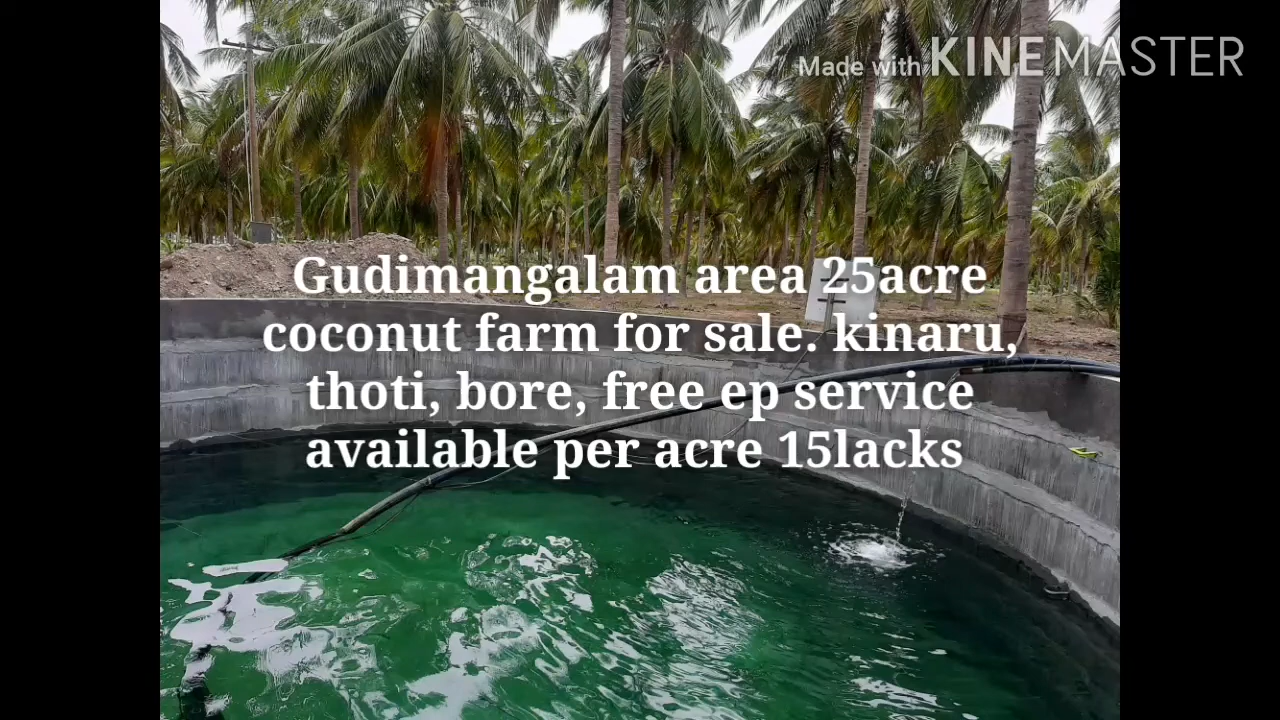 Made with KINEMASTER
Gudimangalam area 25acre
coconut farm for sale. kinaru,
thoti, bore, free ep service
available per acre 15lacks